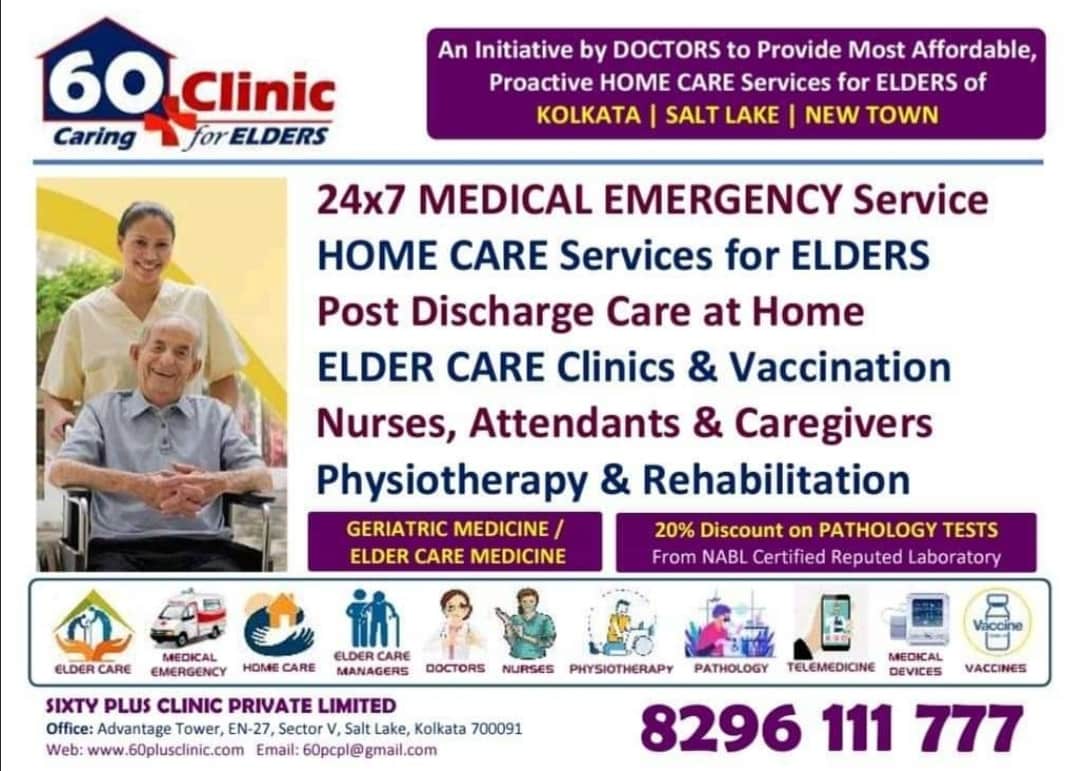 60 Clinic
Caring for ELDERS
An Initiative by DOCTORS to Provide Most Affordable,
Proactive HOME CARE Services for ELDERS of
KOLKATA | SALT LAKE | NEW TOWN
24x7 MEDICAL EMERGENCY Service
HOME CARE Services for ELDERS
Post Discharge Care at Home
ELDER CARE Clinics & Vaccination
Nurses, Attendants & Caregivers
Physiotherapy & Rehabilitation
GERIATRIC MEDICINE /
ELDER CARE MEDICINE
20% Discount on PATHOLOGY TESTS
From NABL Certified Reputed Laboratory
ELDER CARE
MEDICAL
EMERGENCY
HOME CARE
ELDER CARE
MANAGERS
DOCTORS
NURSES
PHYSIOTHERAPY
PATHOLOGY
TELEMEDICINE
MEDICAL
DEVICES
Vaccine
VACCINES
SIXTY PLUS CLINIC PRIVATE LIMITED
Office: Advantage Tower, EN-27, Sector V, Salt Lake, Kolkata 700091
Web: www.60plusclinic.com Email: 60pcpl@gmail.com
8296 111 777